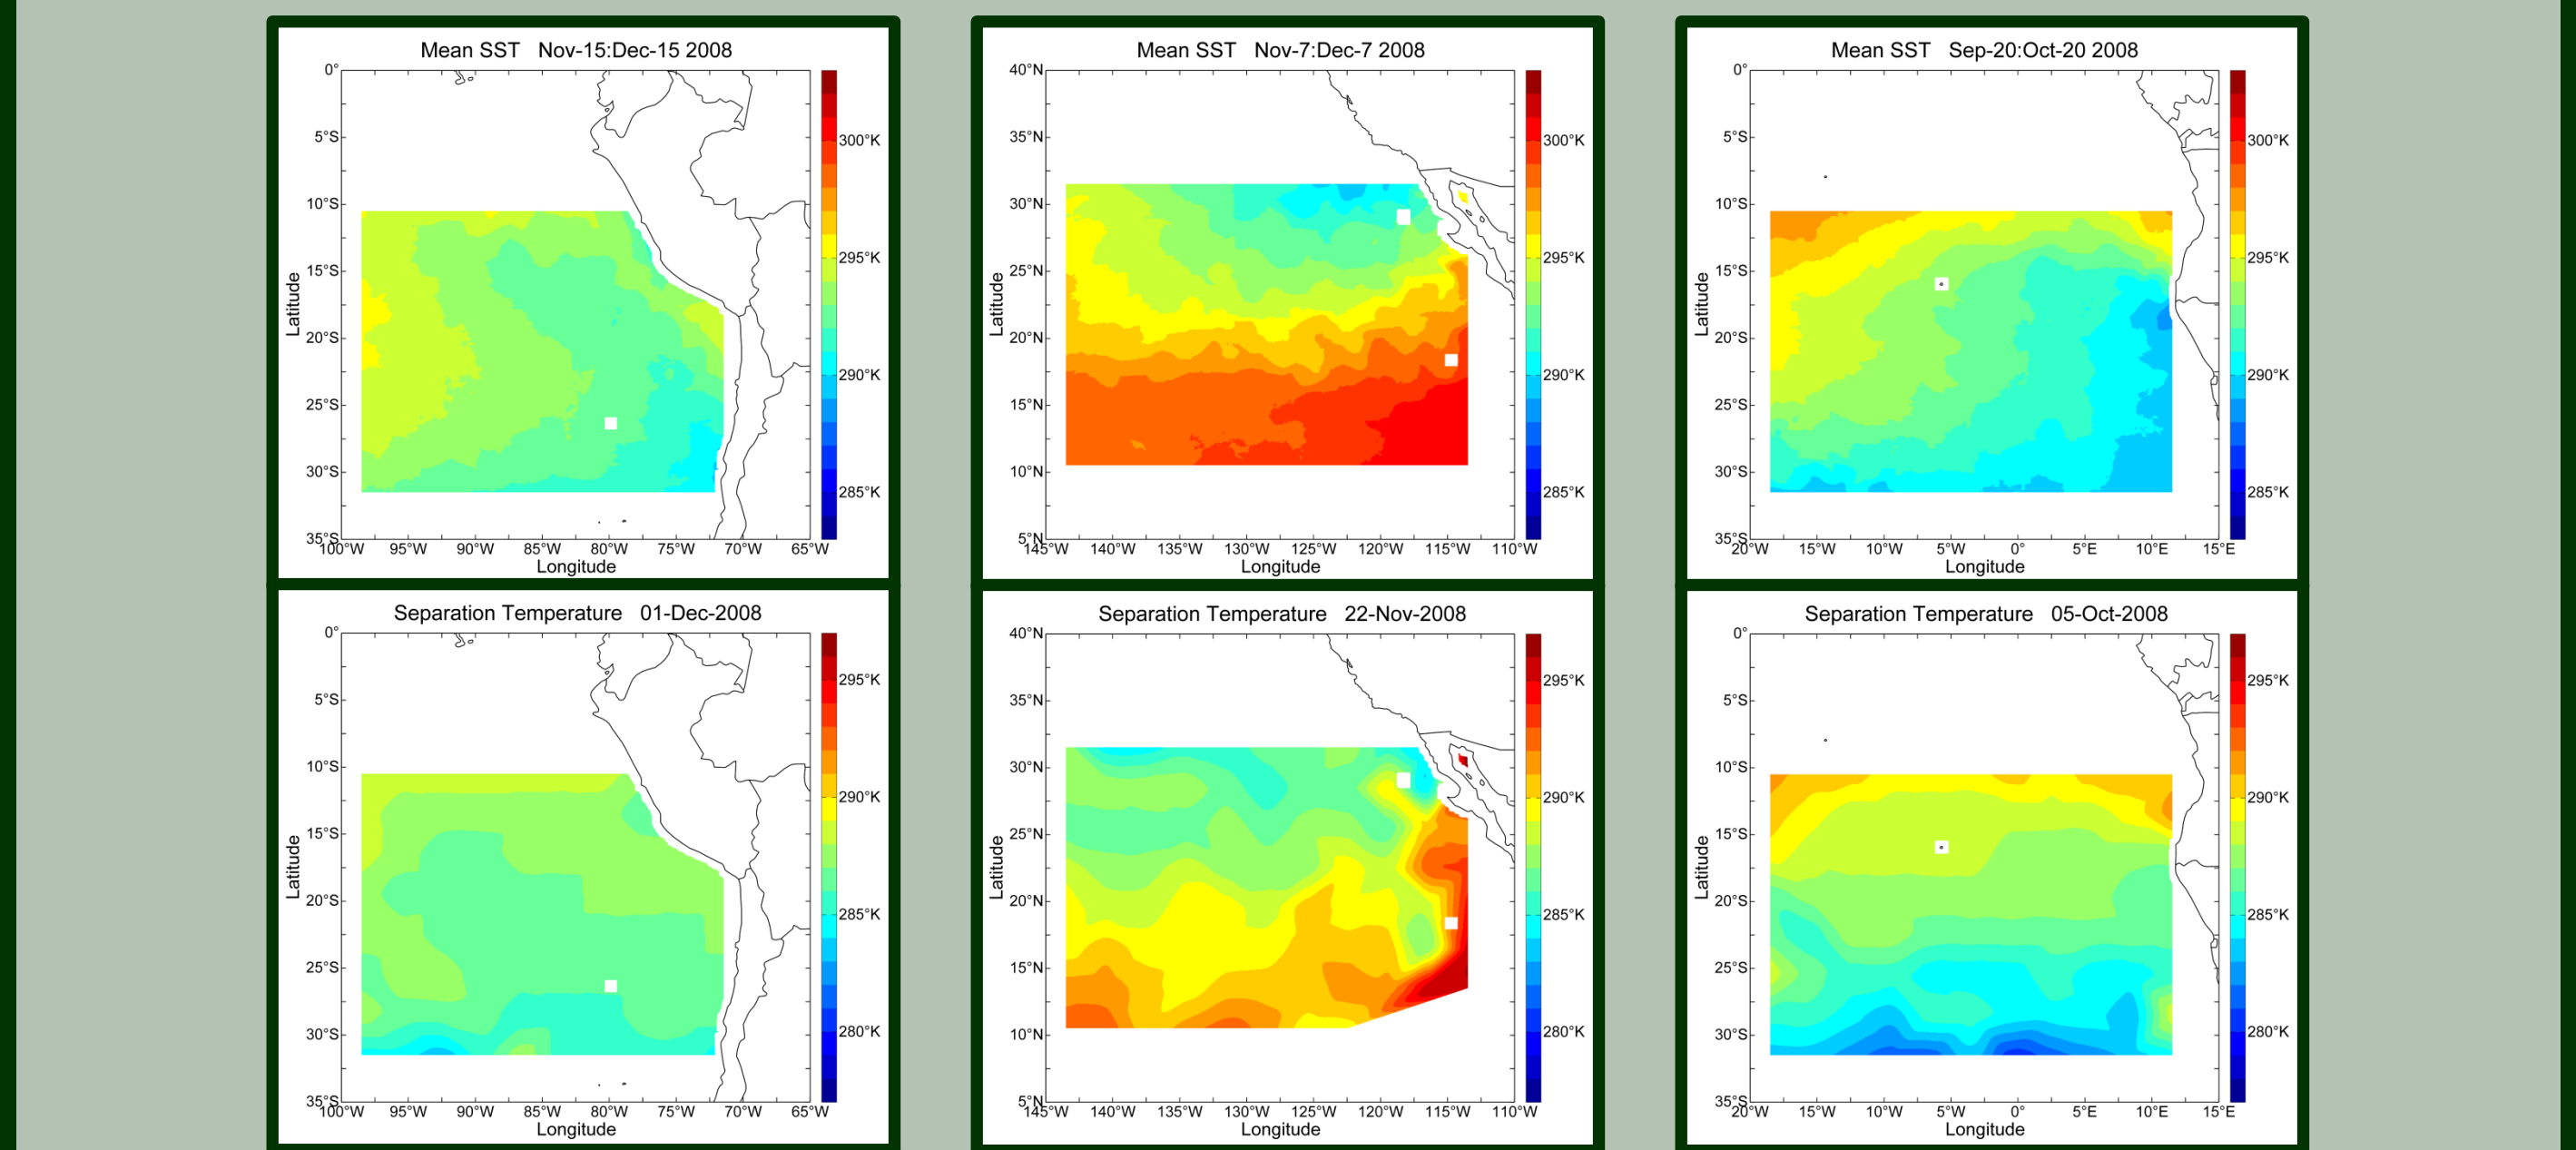 Mean SST Nov-15:Dec-15 2008
0°
5°S
10°S
15°S
20°S
25°S
30°S
35°S
Latitude
100°W 95°W 90°W 85°W 80°W 75°W 70°W 65°W
Longitude
300°K
295°K
290°K
285°K
Mean SST Nov-7:Dec-7 2008
40°N
35°N
30°N
25°N
20°N
15°N
10°N
5°N
Latitude
145°W 140°W 135°W 130°W 125°W 120°W 115°W 110°W
Longitude
300°K
295°K
290°K
285°K
Mean SST Sep-20:Oct-20 2008
0°
5°S
10°S
15°S
20°S
25°S
30°S
35°S
Latitude
20°W 15°W 10°W 5°W 0° 5°E 10°E 15°E
Longitude
300°K
295°K
290°K
285°K
Separation Temperature 01-Dec-2008
0°
5°S
10°S
15°S
20°S
25°S
30°S
35°S
Latitude
100°W 95°W 90°W 85°W 80°W 75°W 70°W 65°W
Longitude
295°K
290°K
285°K
280°K
Separation Temperature 22-Nov-2008
40°N
35°N
30°N
25°N
20°N
15°N
10°N
5°N
Latitude
145°W 140°W 135°W 130°W 125°W 120°W 115°W 110°W
Longitude
295°K
290°K
285°K
280°K
Separation Temperature 05-Oct-2008
0°
5°S
10°S
15°S
20°S
25°S
30°S
35°S
Latitude
20°W 15°W 10°W 5°W 0° 5°E 10°E 15°E
Longitude
295°K
290°K
285°K
280°K